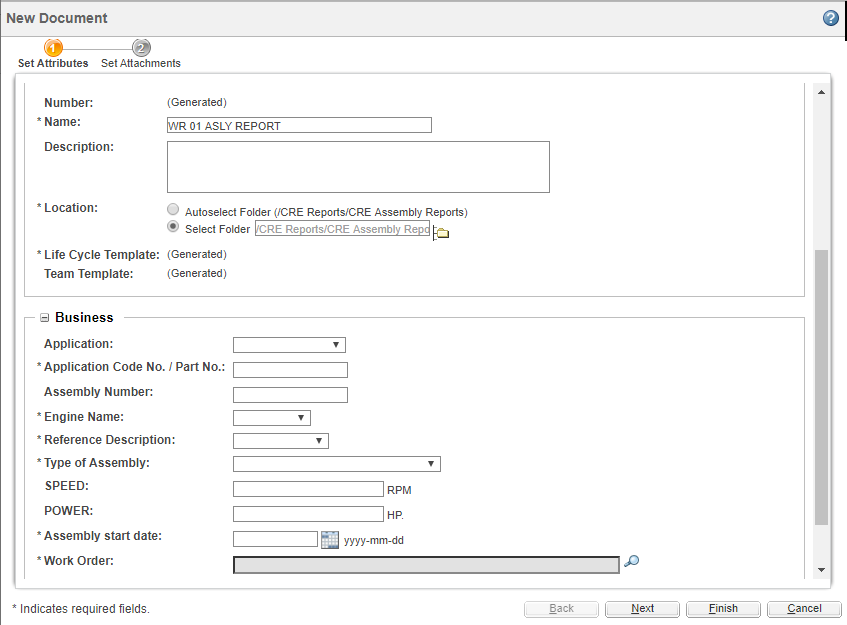 New Document
?
1 2
Set Attributes Set Attachments
Number: (Generated)
* Name: WR 01 ASLY REPORT
Description:
* Location: Autoselect Folder (/CRE Reports/CRE Assembly Reports)
Select Folder /CRE Reports/CRE Assembly Repo
* Life Cycle Template: (Generated)
Team Template: (Generated)
Business
Application:
* Application Code No. / Part No.:
Assembly Number:
* Engine Name:
* Reference Description:
* Type of Assembly:
SPEED: RPM
POWER: HP.
* Assembly start date: yyyy-mm-dd
* Work Order:
* Indicates required fields. Back Next Finish Cancel